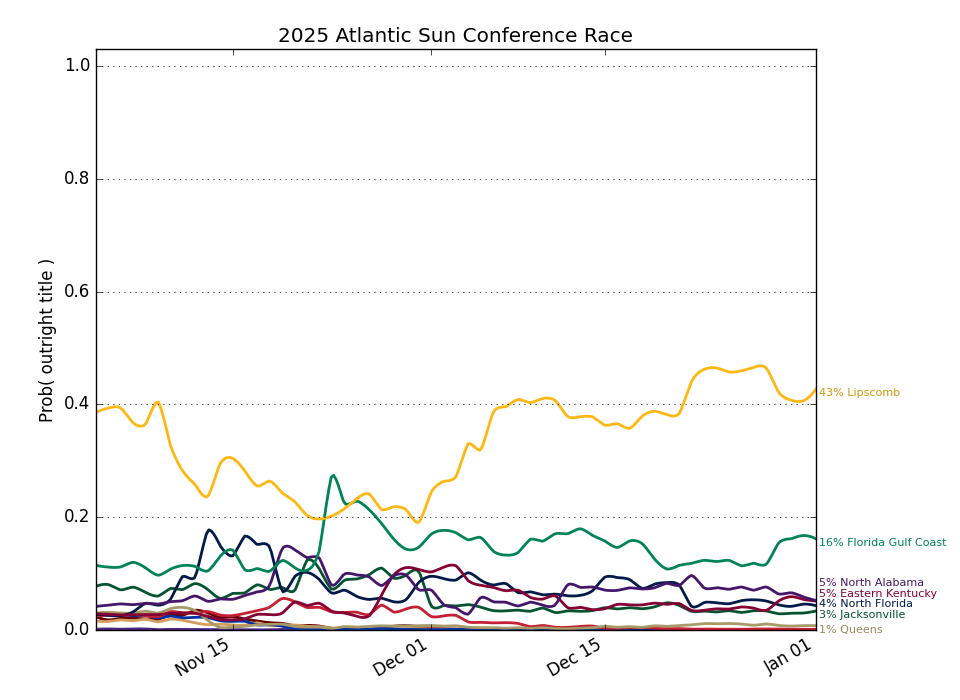 2025 Atlantic Sun Conference Race
Prob( outright title )
1.0
0.8
0.6
0.4
0.2
0.0
Nov 15
Dec 01
Dec 15
Jan 01
43% Lipscomb
16% Florida Gulf Coast
5% North Alabama
5% Eastern Kentucky
4% North Florida
3% Jacksonville
1% Queens